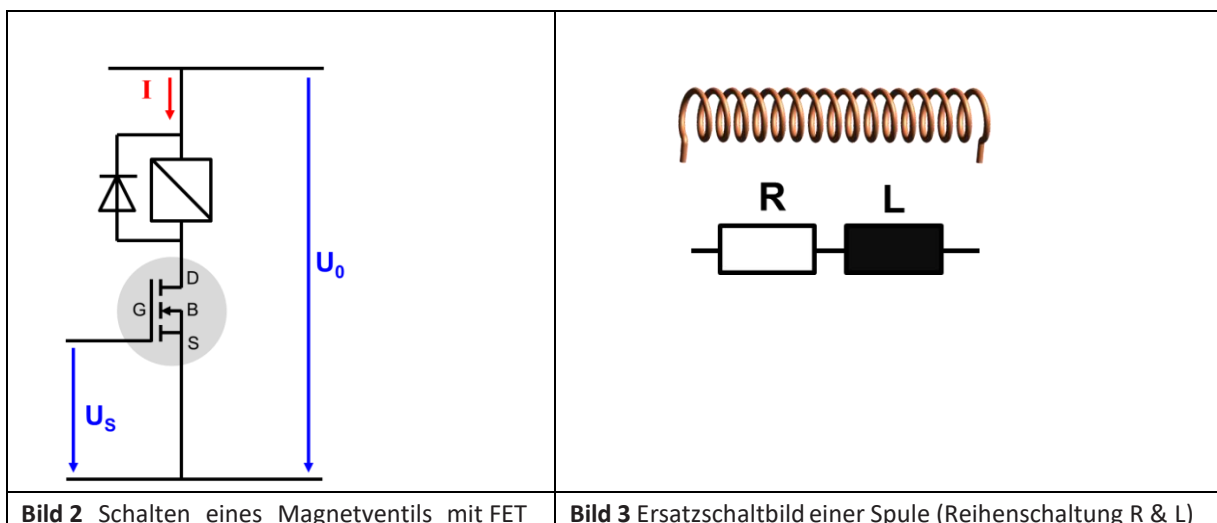 I
D
G
B
S
U₀
Uₛ
Bild 2 Schalten eines Magnetventils mit FET
R
L
Bild 3 Ersatzschaltbild einer Spule (Reihenschaltung R & L)